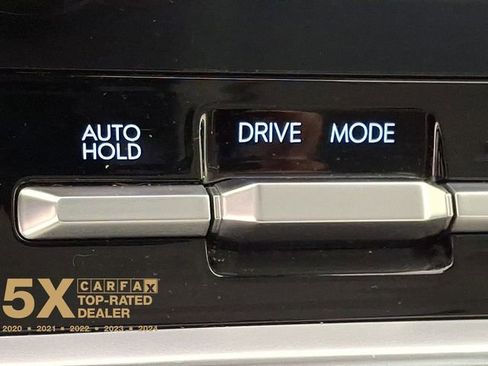 AUTO
HOLD
DRIVE MODE
5X
CARFAX
TOP-RATED
DEALER
2020 • 2021 • 2022 • 2023 • 2024